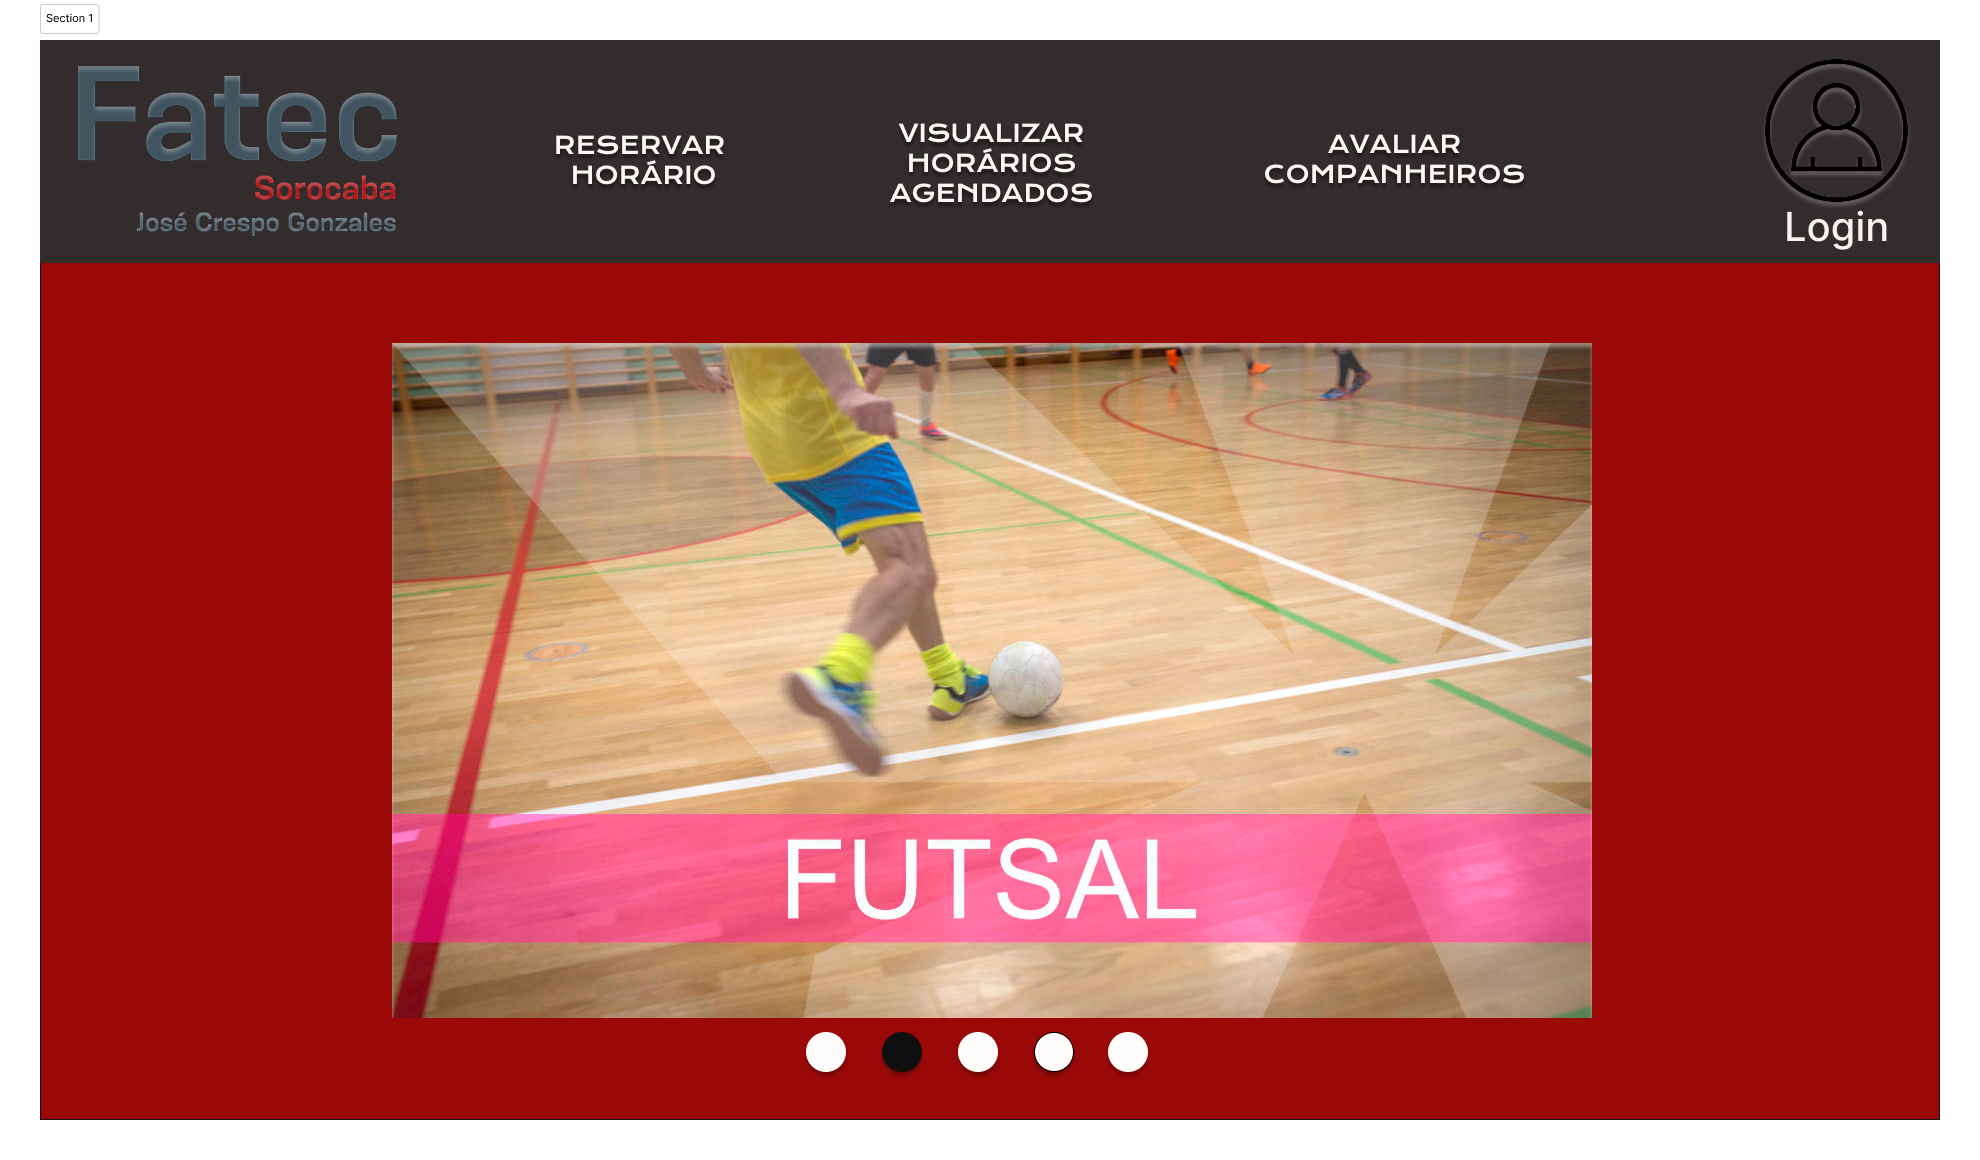 Section 1
Fatec
Sorocaba
José Crespo Gonzales
RESERVAR
HORÁRIO
VISUALIZAR
HORÁRIOS
AGENDADOS
AVALIAR
COMPANHEIROS
Login
FUTSAL